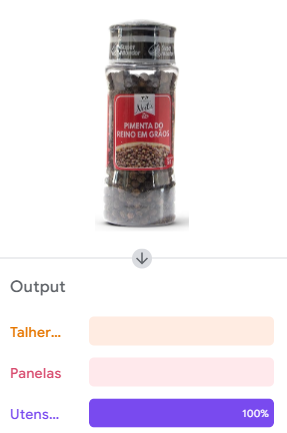 PIMENTA DO
REINO EM GRÃOS
Output
Talher...
Panelas
Utens...
100%